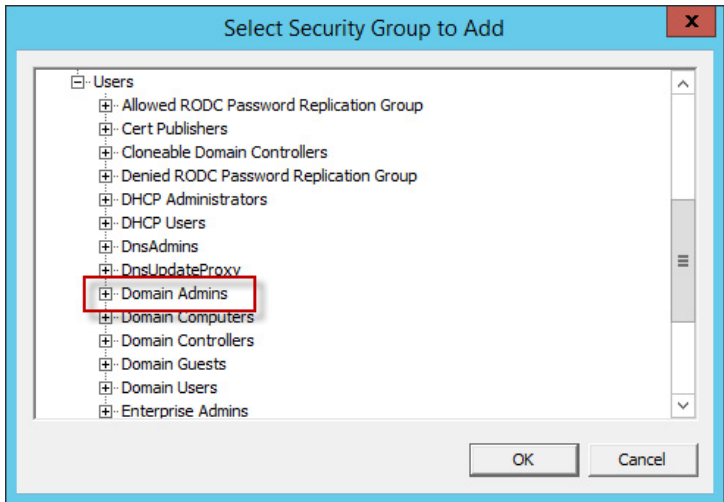 Select Security Group to Add
x
Users
Allowed RODC Password Replication Group
Cert Publishers
Cloneable Domain Controllers
Denied RODC Password Replication Group
DHCP Administrators
DHCP Users
DnsAdmins
DnsUpdateProxy
Domain Admins
Domain Computers
Domain Controllers
Domain Guests
Domain Users
Enterprise Admins
OK Cancel